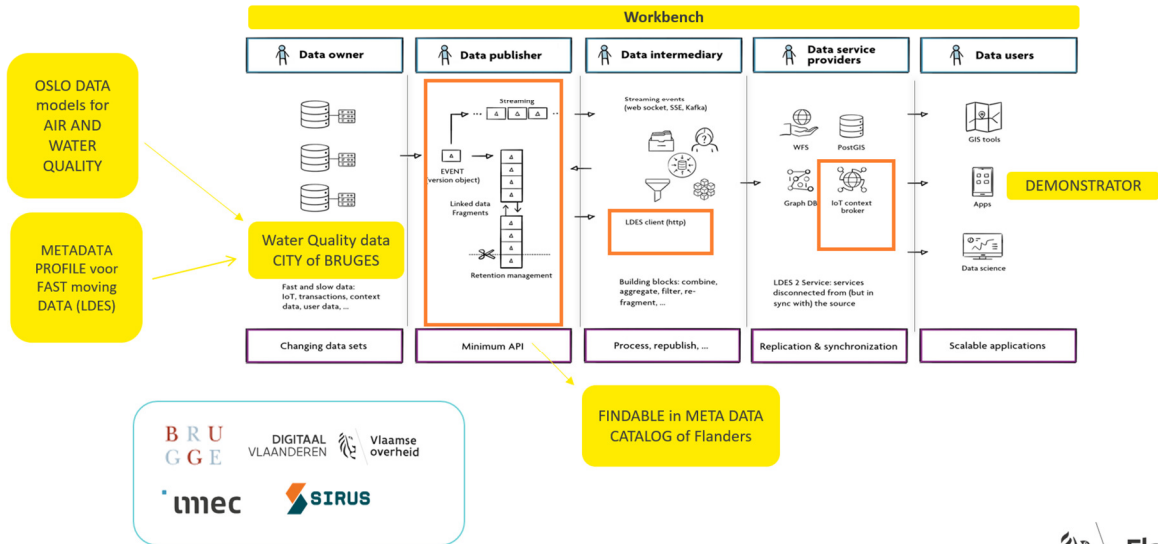 Workbench
Data owner
Data publisher
Data intermediary
Data service
providers
Data users
OSLO DATA
models for
AIR AND
WATER
QUALITY
METADATA
PROFILE voor
FAST moving
DATA (LDES)
Water Quality data
CITY of BRUGES
Fast and slow data:
IoT, transactions, context
data, user data, ...
Changing data sets
Streaming
EVENT
(version object)
Linked data
Fragments
Retention management
Minimum API
Streaming events
(web socket, SSE, Kafka)
LDES client (http)
Building blocks: combine,
aggregate, filter, re-
fragment, ...
Process, republish, ...
WFS
PostGIS
Graph DB
IoT context
broker
LDES 2 Service: services
disconnected from (but in
sync with) the source
Replication & synchronization
GIS tools
Apps
Data science
Scalable applications
DEMONSTRATOR
FINDABLE in META DATA
CATALOG of Flanders
BRU
GGE
DIGITAAL
VLAANDEREN
Vlaamse
overheid
imec
SIRUS